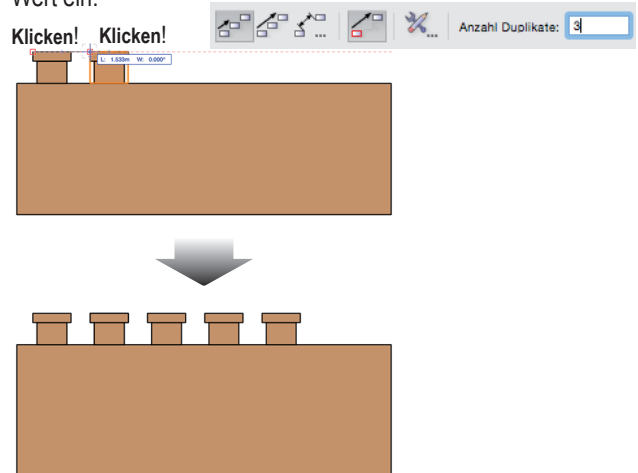 Wert ein.
Klicken! Klicken!
... ... Anzahl Duplikate: 3
L: 1.533m W: 0.000°